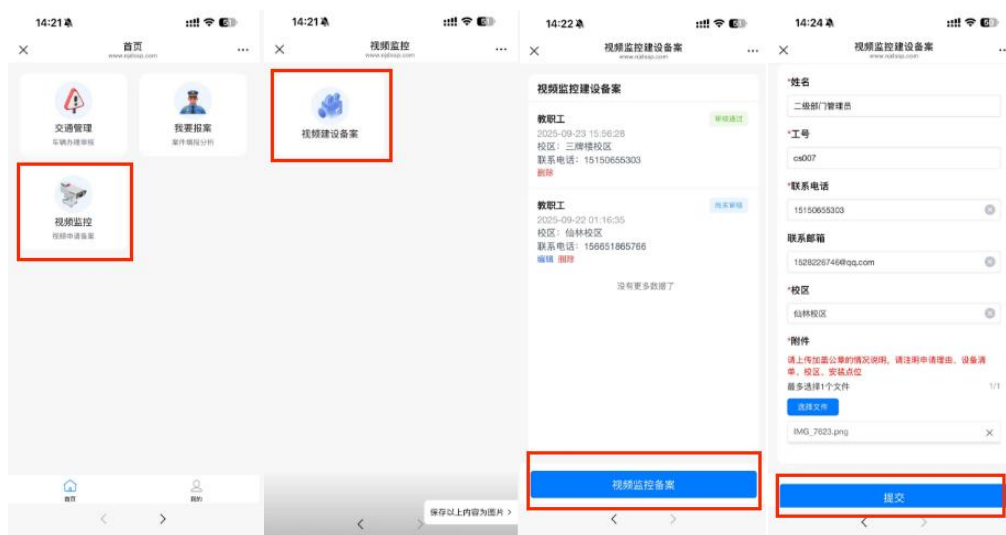 14:21
首页
www.njatssp.com
交通管理
车辆办理审核
我要报案
案件填报分析
视频监控
视频申请备案
首页
我的
14:21
视频监控
视频建设备案
保存以上内容为图片 >
14:22
视频监控建设备案
视频监控建设备案
教职工
审核通过
2025-09-23 15:56:28
校区：三牌楼校区
联系电话：15150655303
删除
教职工
尚未审核
2025-09-22 01:16:35
校区：仙林校区
联系电话：156651865766
编辑 删除
没有更多数据了
视频监控备案
14:24
视频监控建设备案
*姓名
二级部门管理员
*工号
cs007
*联系电话
15150655303
联系邮箱
1528226746@qq.com
*校区
仙林校区
*附件
请上传加盖公章的情况说明，请注明申请理由、设备清
单、校区、安装点位
最多选择1个文件
1/1
选择文件
IMG_7623.png
提交